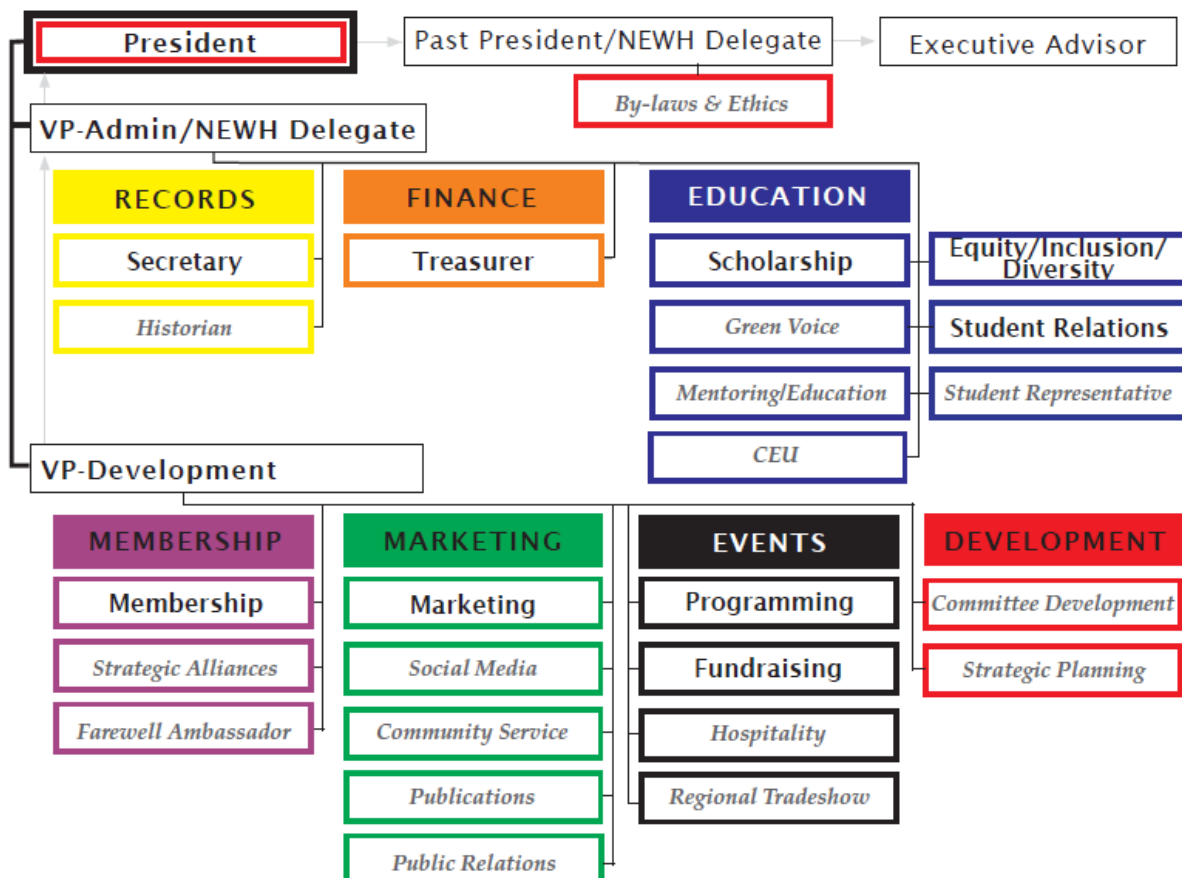 President
Past President/NEWH Delegate
Executive Advisor
By-laws & Ethics
VP-Admin/NEWH Delegate
RECORDS
Secretary
Historian
FINANCE
Treasurer
EDUCATION
Scholarship
Green Voice
Mentoring/Education
CEU
Equity/Inclusion/
Diversity
Student Relations
Student Representative
VP-Development
MEMBERSHIP
Membership
Strategic Alliances
Farewell Ambassador
MARKETING
Marketing
Social Media
Community Service
Publications
Public Relations
EVENTS
Programming
Fundraising
Hospitality
Regional Tradeshow
DEVELOPMENT
Committee Development
Strategic Planning